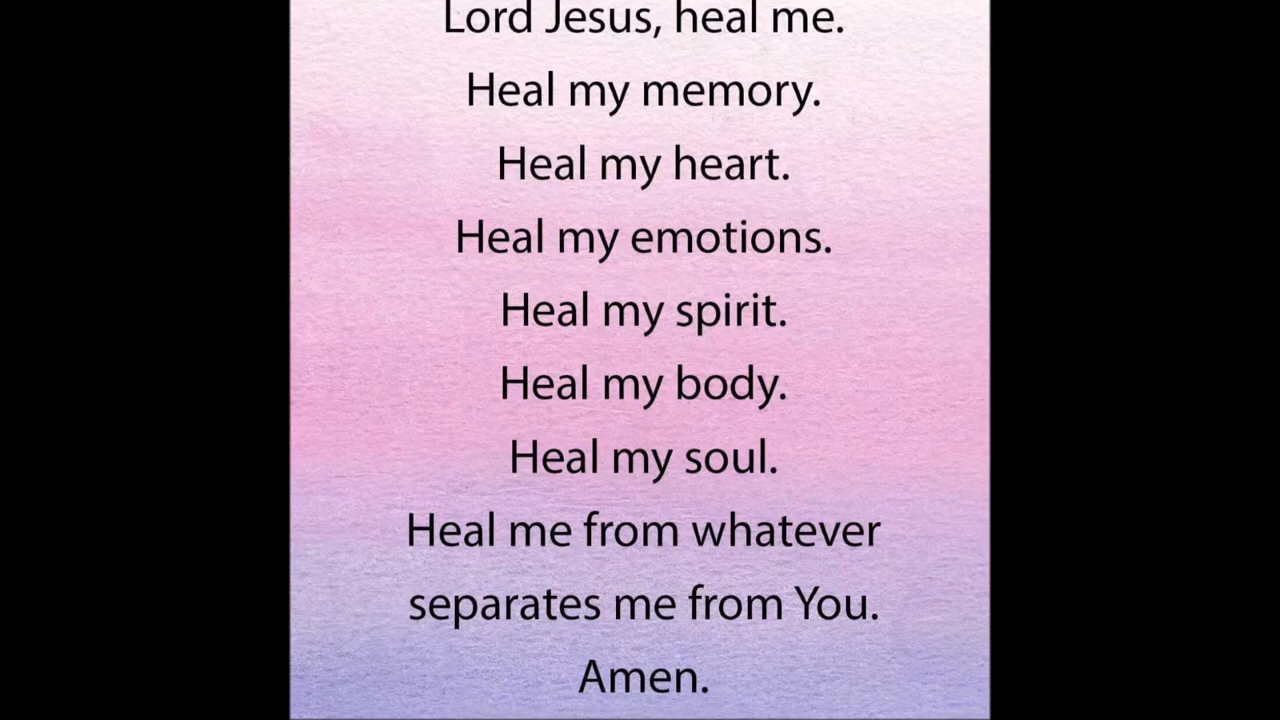 Lord Jesus, heal me.
Heal my memory.
Heal my heart.
Heal my emotions.
Heal my spirit.
Heal my body.
Heal my soul.
Heal me from whatever
separates me from You.
Amen.